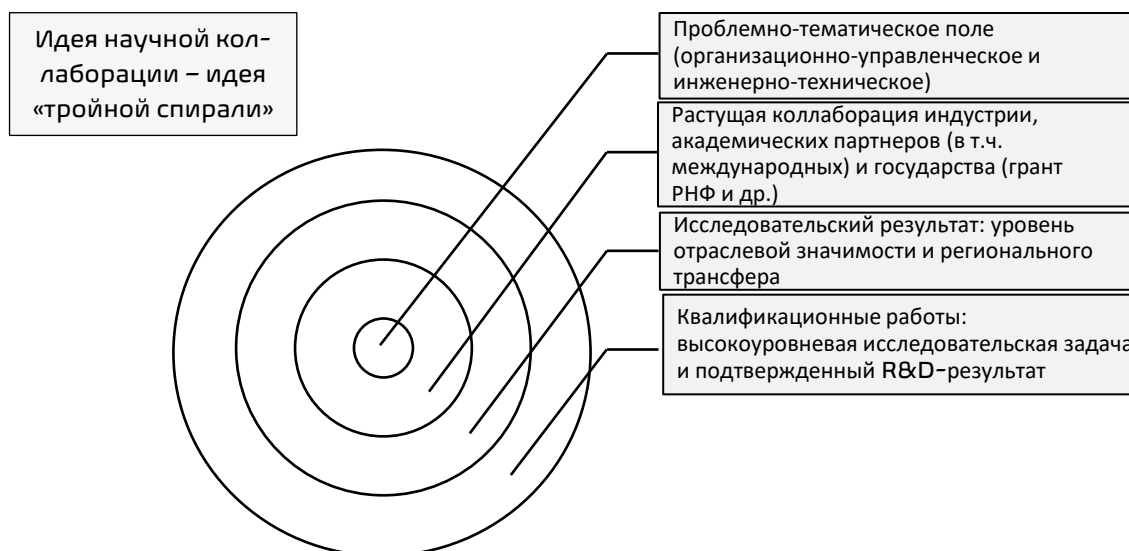 Идея научной кол-
лаборации – идея
«тройной спирали»
Проблемно-тематическое поле
(организационно-управленческое и
инженерно-техническое)
Растущая коллаборация индустрии,
академических партнеров (в т.ч.
международных) и государства (грант
РНФ и др.)
Исследовательский результат: уровень
отраслевой значимости и регионального
трансфера
Квалификационные работы:
высокоуровневая исследовательская задача
и подтвержденный R&D-результат